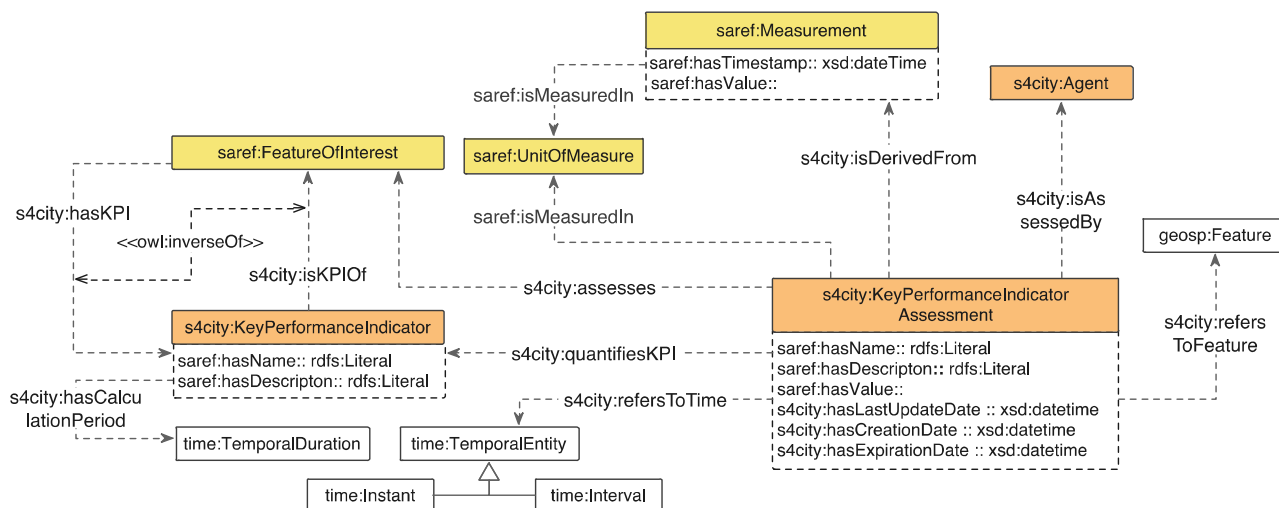 saref:Measurement
saref:hasTimestamp:: xsd:dateTime
saref:hasValue::
s4city:Agent
saref:isMeasuredIn
saref:FeatureOfInterest
saref:UnitOfMeasure
s4city:isDerivedFrom
s4city:hasKPI
saref:isMeasuredIn
s4city:isAs
sessedBy
<<owl:inverseOf>>
geosp:Feature
s4city:isKPIOf
s4city:assesses
s4city:KeyPerformanceIndicator
Assessment
s4city:KeyPerformanceIndicator
saref:hasName:: rdfs:Literal
saref:hasDescripton:: rdfs:Literal
s4city:quantifiesKPI
saref:hasName:: rdfs:Literal
saref:hasDescripton:: rdfs:Literal
saref:hasValue::
s4city:hasLastUpdateDate :: xsd:datetime
s4city:hasCreationDate :: xsd:datetime
s4city:hasExpirationDate :: xsd:datetime
s4city:refers
ToFeature
s4city:hasCalcu
lationPeriod
s4city:refersToTime
time:TemporalDuration
time:TemporalEntity
time:Instant
time:Interval